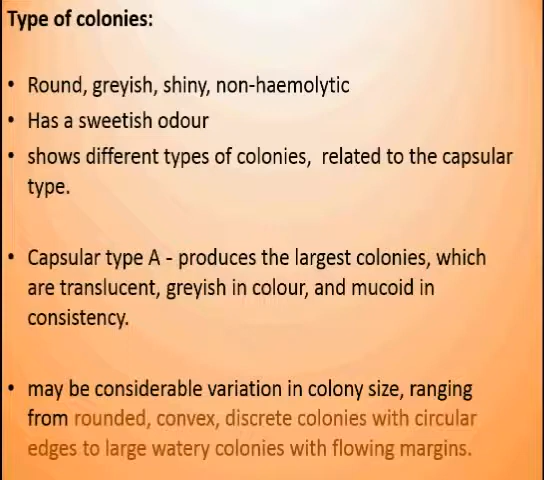 Type of colonies:
• Round, greyish, shiny, non-haemolytic
• Has a sweetish odour
• shows different types of colonies,  related to the capsular
type.
• Capsular type A - produces the largest colonies, which
are translucent, greyish in colour, and mucoid in
consistency.
• may be considerable variation in colony size, ranging
from rounded, convex, discrete colonies with circular
edges to large watery colonies with flowing margins.